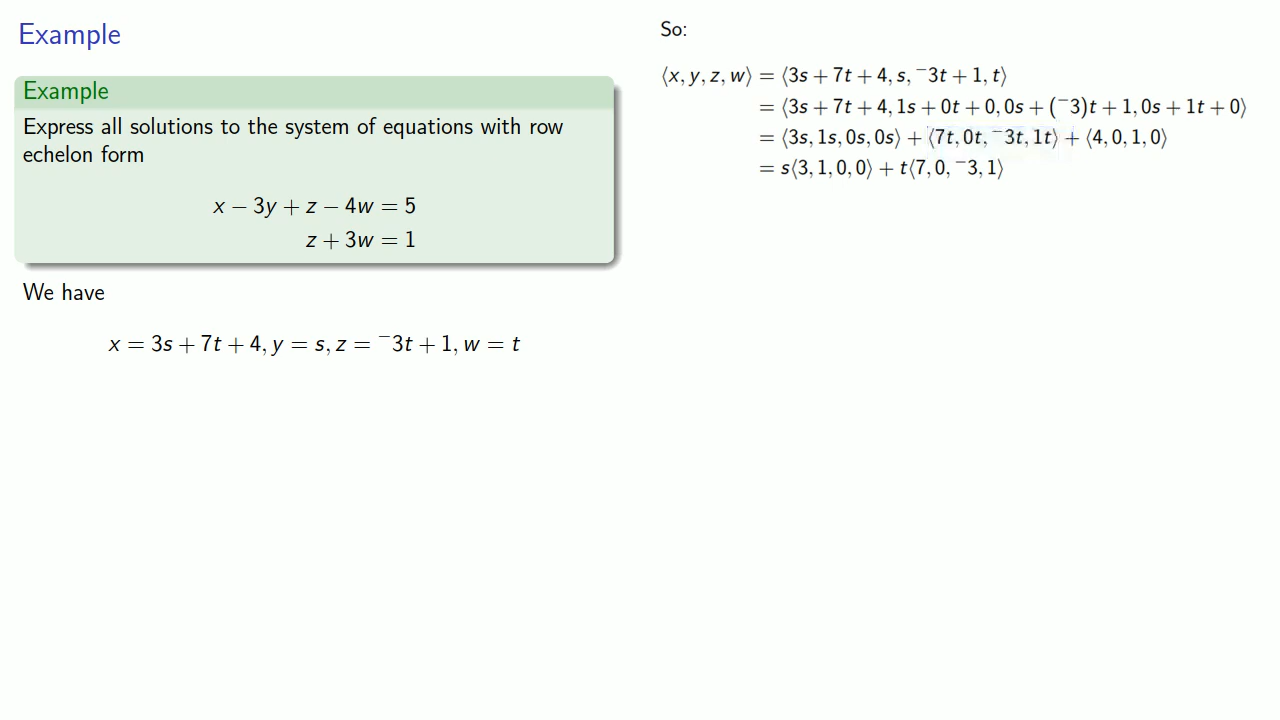 Example
Example
Express all solutions to the system of equations with row
echelon form
x − 3y + z − 4w = 5
z + 3w = 1
We have
x = 3s + 7t + 4, y = s, z = ⁻3t + 1, w = t
So:
⟨x, y, z, w⟩ = ⟨3s + 7t + 4, s, ⁻3t + 1, t⟩
= ⟨3s + 7t + 4, 1s + 0t + 0, 0s + (⁻3)t + 1, 0s + 1t + 0⟩
= ⟨3s, 1s, 0s, 0s⟩ + ⟨7t, 0t, ⁻3t, 1t⟩ + ⟨4, 0, 1, 0⟩
= s⟨3, 1, 0, 0⟩ + t⟨7, 0, ⁻3, 1⟩